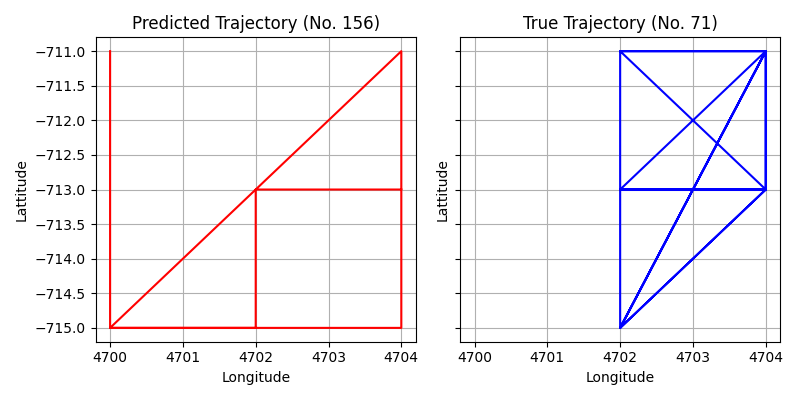 Predicted Trajectory (No. 156)
True Trajectory (No. 71)
Lattitude
−711.0
−711.5
−712.0
−712.5
−713.0
−713.5
−714.0
−714.5
−715.0
4700 4701 4702 4703 4704
Longitude
Lattitude
4700 4701 4702 4703 4704
Longitude